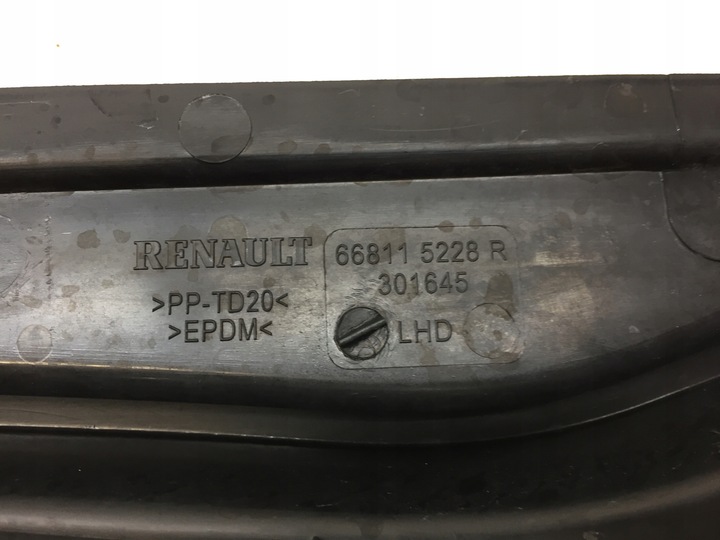 RENAULT
>PP-TD20<
>EPDM<
66811 5228 R
301645
LHD